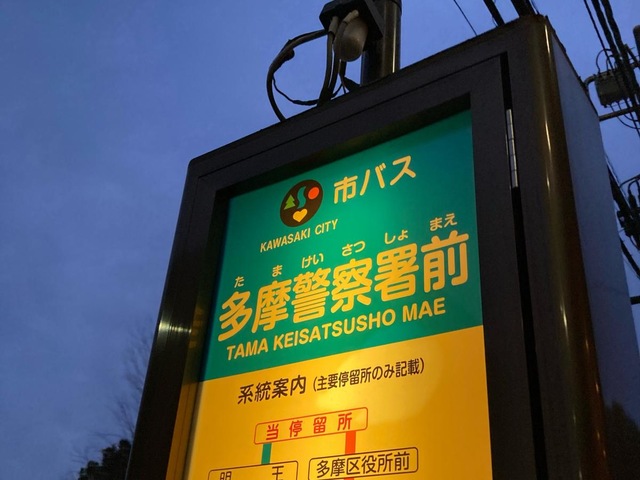 市バス
KAWASAKI CITY
たま けいさつしょ まえ
多摩警察署前
TAMA KEISATSUSHO MAE
系統案内(主要停留所のみ記載)
当停留所
明 王
多摩区役所前